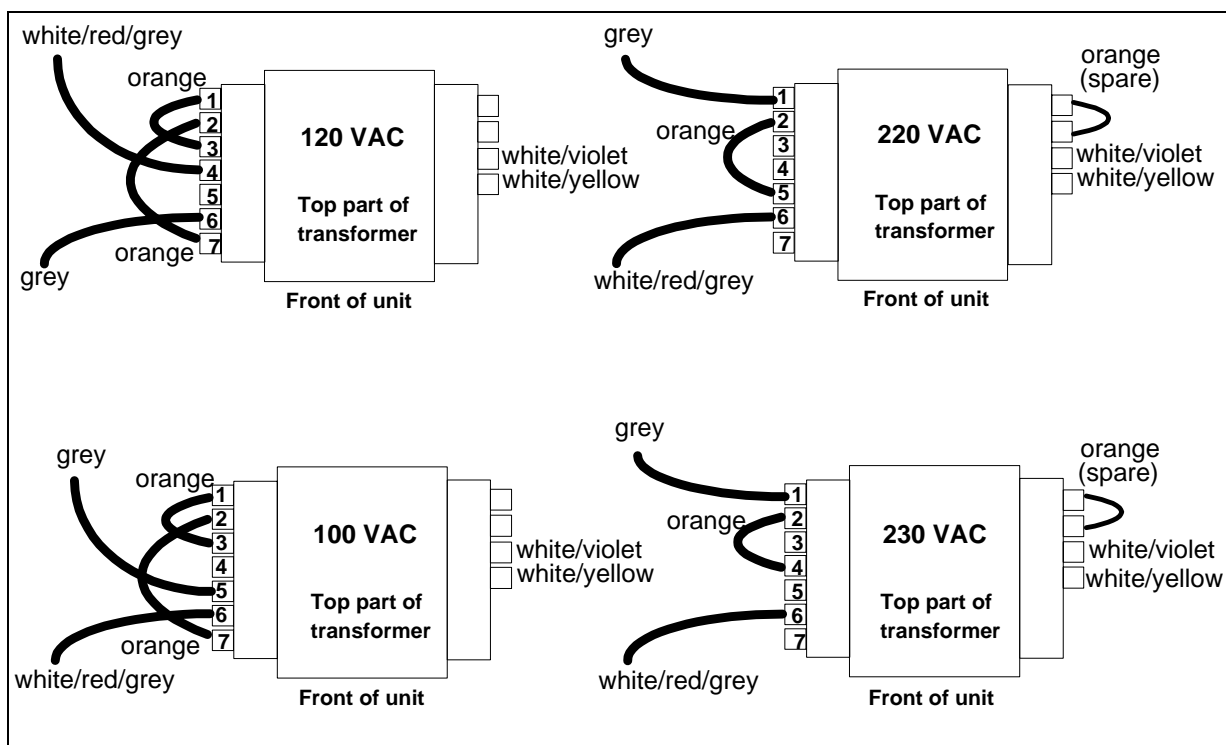 white/red/grey
orange
1
2
3
4
5
6
7
orange
grey
120 VAC
Top part of
transformer
white/violet
white/yellow
Front of unit
grey
orange
1
2
3
4
5
6
7
white/red/grey
220 VAC
Top part of
transformer
orange
(spare)
white/violet
white/yellow
Front of unit
grey
orange
1
2
3
4
5
6
7
orange
white/red/grey
100 VAC
Top part of
transformer
white/violet
white/yellow
Front of unit
grey
orange
1
2
3
4
5
6
7
white/red/grey
230 VAC
Top part of
transformer
orange
(spare)
white/violet
white/yellow
Front of unit